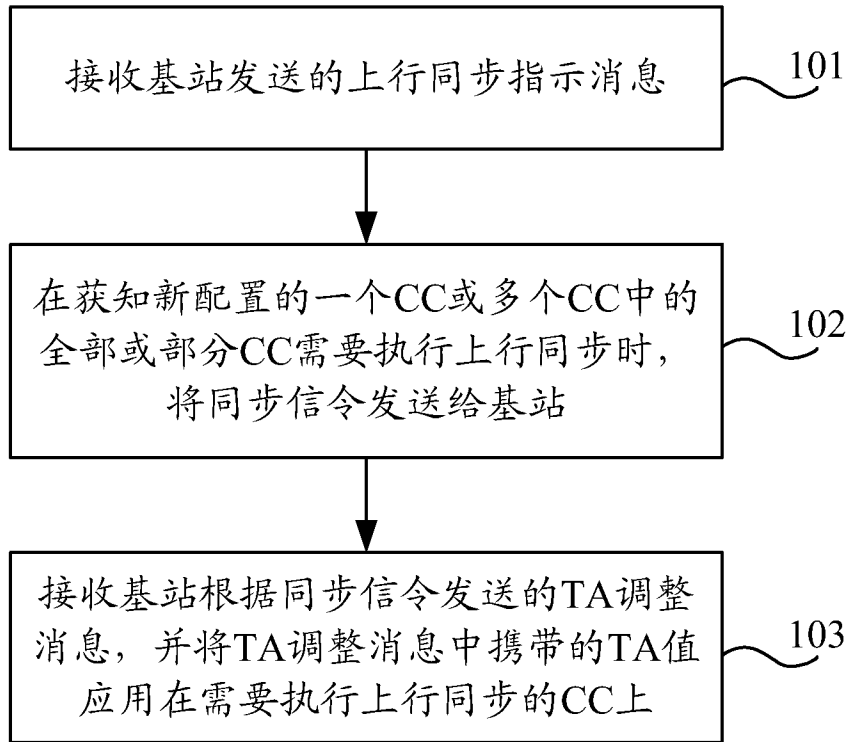 接收基站发送的上行同步指示消息
101
在获知新配置的一个CC或多个CC中的
全部或部分CC需要执行上行同步时，
将同步信令发送给基站
102
接收基站根据同步信令发送的TA调整
消息，并将TA调整消息中携带的TA值
应用在需要执行上行同步的CC上
103